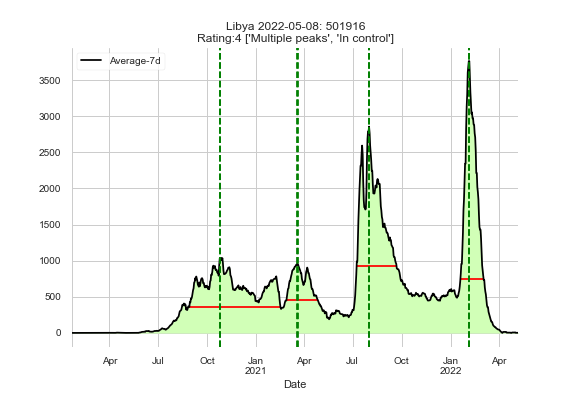 Libya 2022-05-08: 501916
Rating:4 ['Multiple peaks', 'In control']
Average-7d
3500
3000
2500
2000
1500
1000
500
0
Apr
Jul
Oct
Jan
2021
Apr
Jul
Oct
Jan
2022
Apr
Date